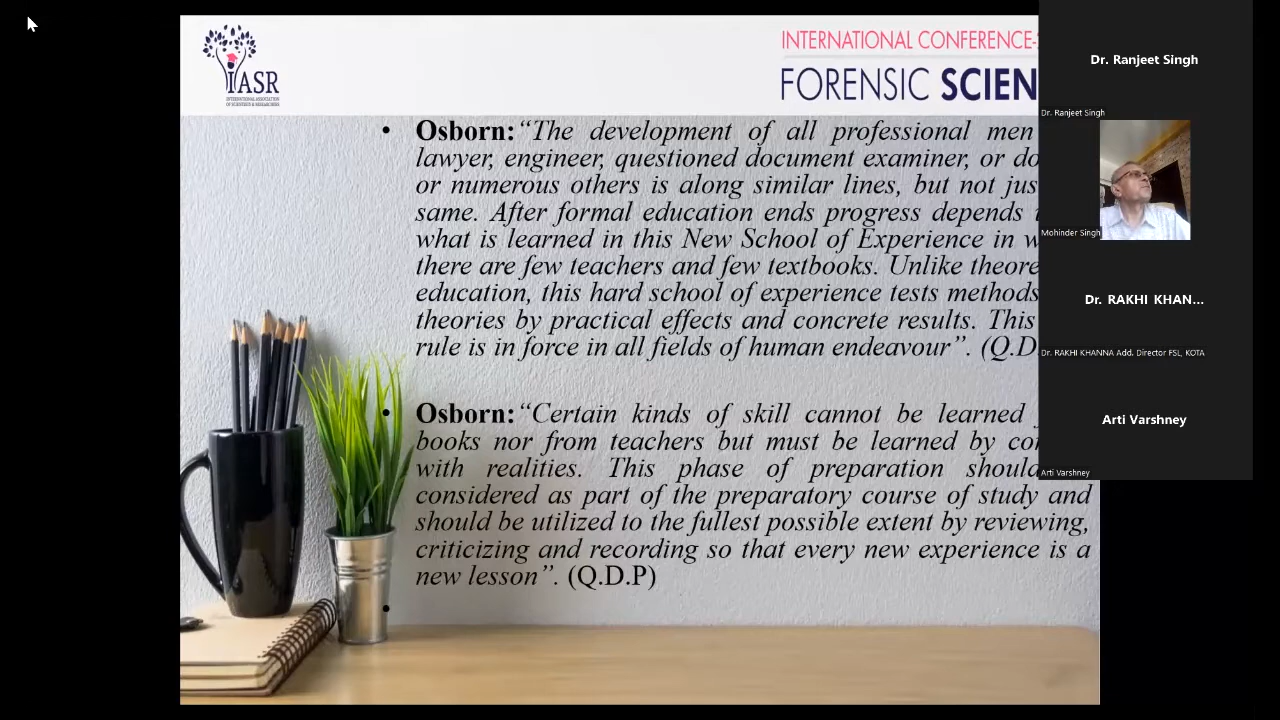 IASR
INTERNATIONAL ASSOCIATION
OF SCIENTISTS & RESEARCHERS
INTERNATIONAL CONFERENCE-
FORENSIC SCIEN
• Osborn:“The development of all professional men
lawyer, engineer, questioned document examiner, or do
or numerous others is along similar lines, but not jus
same. After formal education ends progress depends
what is learned in this New School of Experience in w
there are few teachers and few textbooks. Unlike theore
education, this hard school of experience tests methods
theories by practical effects and concrete results. This
rule is in force in all fields of human endeavour”. (Q.D
• Osborn:“Certain kinds of skill cannot be learned
books nor from teachers but must be learned by con
with realities. This phase of preparation should
considered as part of the preparatory course of study and
should be utilized to the fullest possible extent by reviewing,
criticizing and recording so that every new experience is a
new lesson”. (Q.D.P)
•
Dr. Ranjeet Singh
Dr. Ranjeet Singh
Mohinder Singh
Dr. RAKHI KHAN...
Dr. RAKHI KHANNA Add. Director FSL, KOTA
Arti Varshney
Arti Varshney